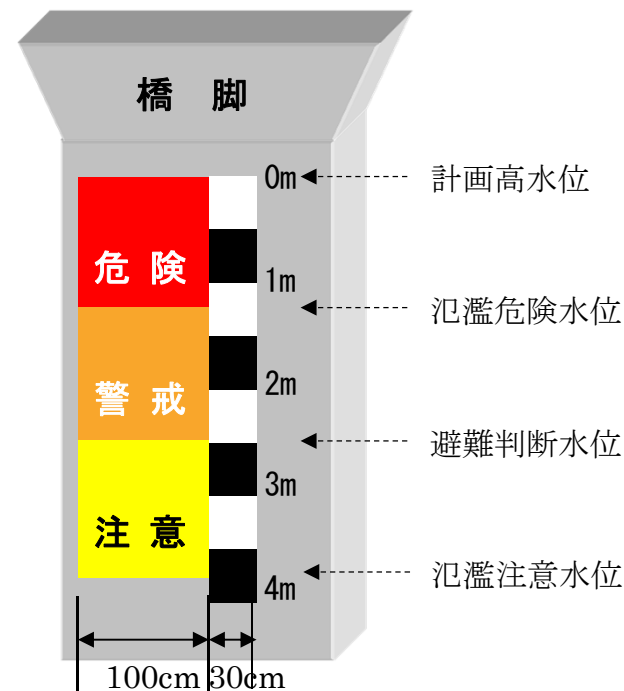 橋 脚
0m
計画高水位
危 険
1m
氾濫危険水位
警 戒
2m
避難判断水位
3m
注 意
氾濫注意水位
4m
100cm 30cm